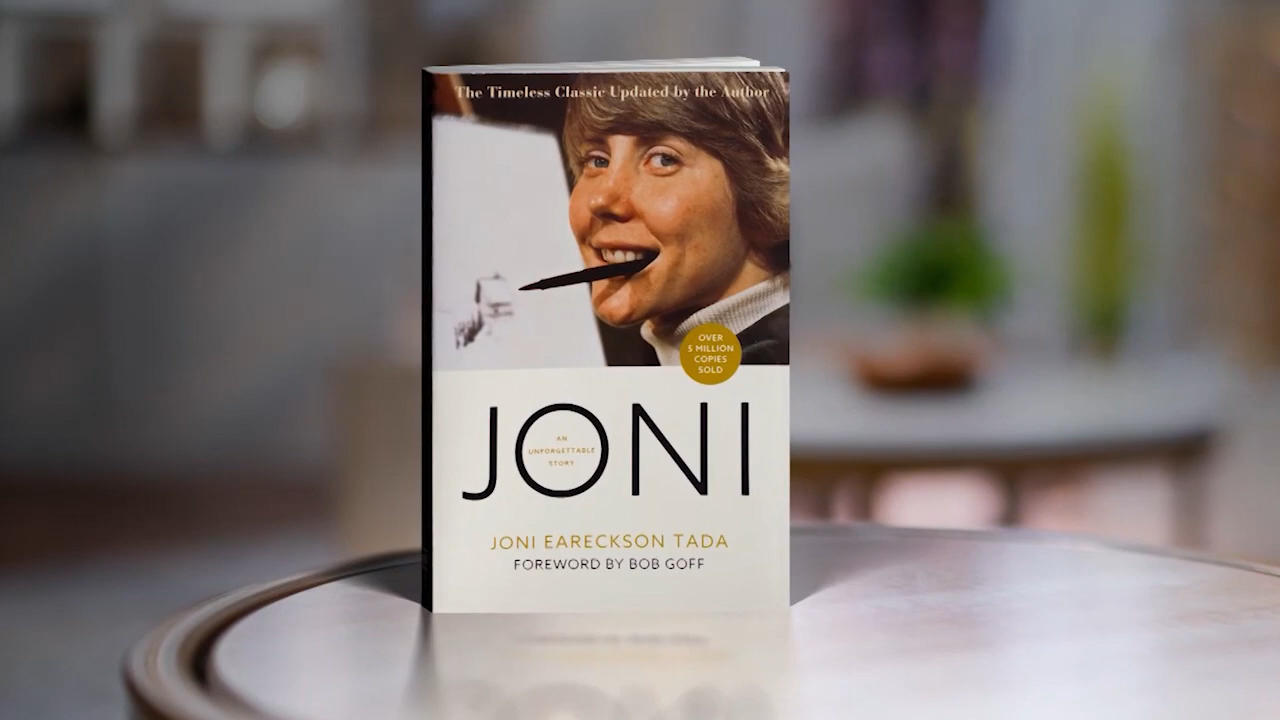 The Timeless Classic Updated by the Author
OVER
5 MILLION
COPIES
SOLD
JONI
AN
UNFORGETTABLE
STORY
JONI EARECKSON TADA
FOREWORD BY BOB GOFF